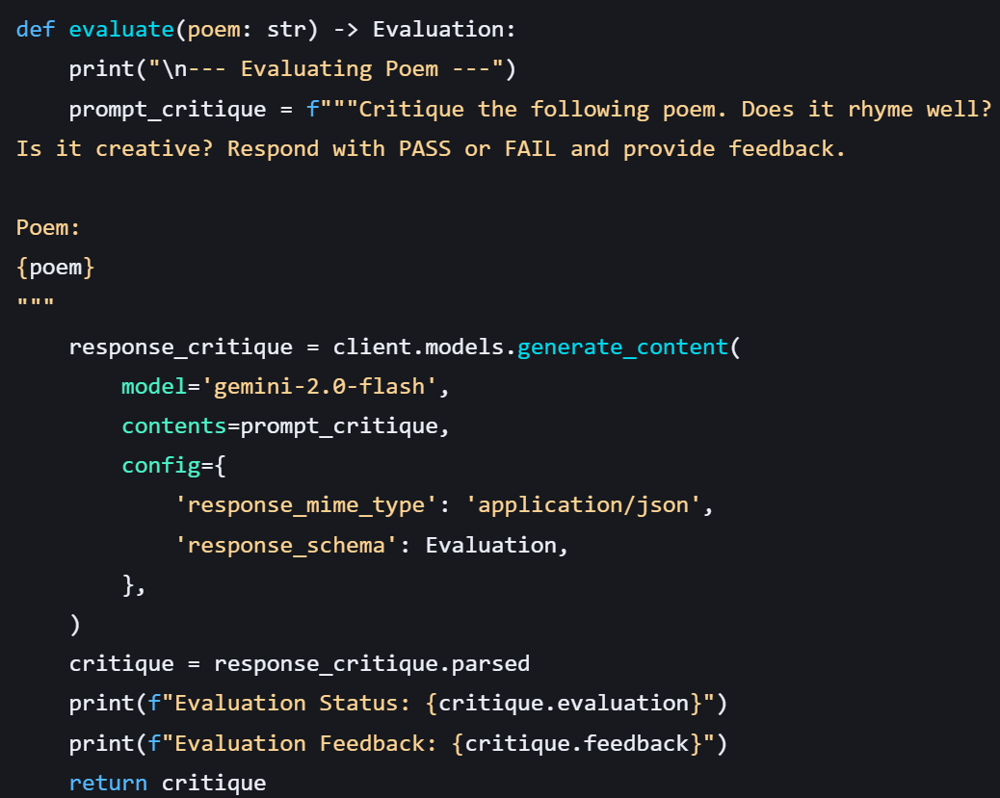 def evaluate(poem: str) -> Evaluation:
    print("\n--- Evaluating Poem ---")
    prompt_critique = f"""Critique the following poem. Does it rhyme well?
Is it creative? Respond with PASS or FAIL and provide feedback.

Poem:
{poem}
"""
    response_critique = client.models.generate_content(
        model='gemini-2.0-flash',
        contents=prompt_critique,
        config={
            'response_mime_type': 'application/json',
            'response_schema': Evaluation,
        },
    )
    critique = response_critique.parsed
    print(f"Evaluation Status: {critique.evaluation}")
    print(f"Evaluation Feedback: {critique.feedback}")
    return critique